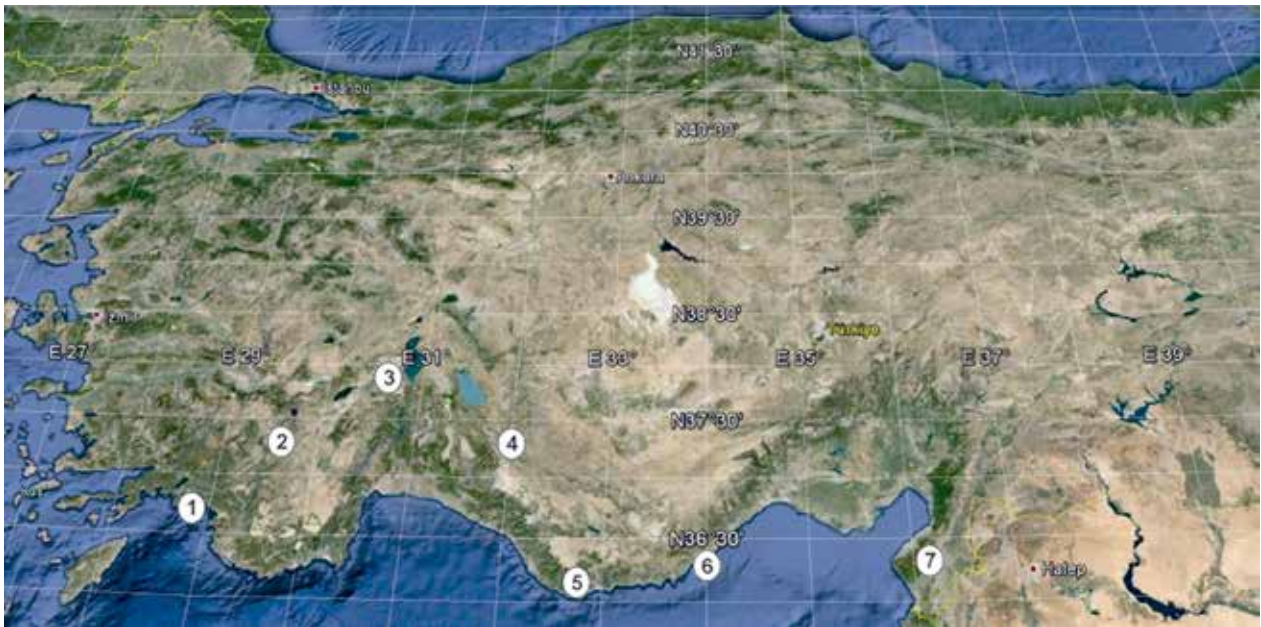 N41°30'
İstanbul
N40°30'
Ankara
N39°30'
N38°30'
İzmir
E 27
E 29°
E 31°
E 33°
E 35°
E 37°
E 39°
3
N37°30'
2
4
1
N36°30'
5
6
7
Halep